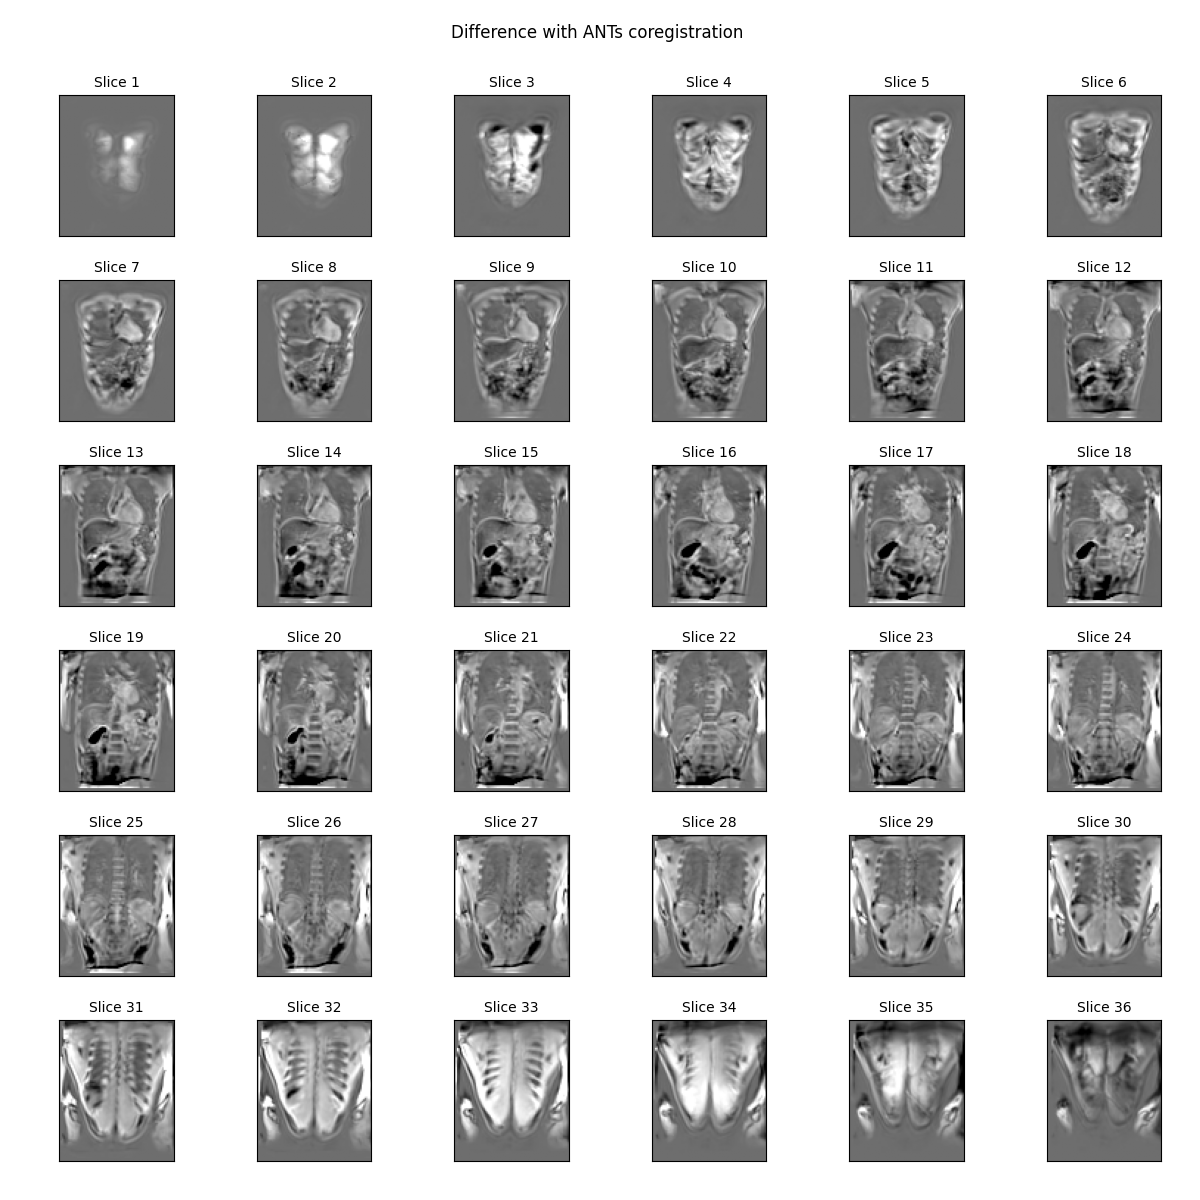 Difference with ANTs coregistration
Slice 1
Slice 2
Slice 3
Slice 4
Slice 5
Slice 6
Slice 7
Slice 8
Slice 9
Slice 10
Slice 11
Slice 12
Slice 13
Slice 14
Slice 15
Slice 16
Slice 17
Slice 18
Slice 19
Slice 20
Slice 21
Slice 22
Slice 23
Slice 24
Slice 25
Slice 26
Slice 27
Slice 28
Slice 29
Slice 30
Slice 31
Slice 32
Slice 33
Slice 34
Slice 35
Slice 36